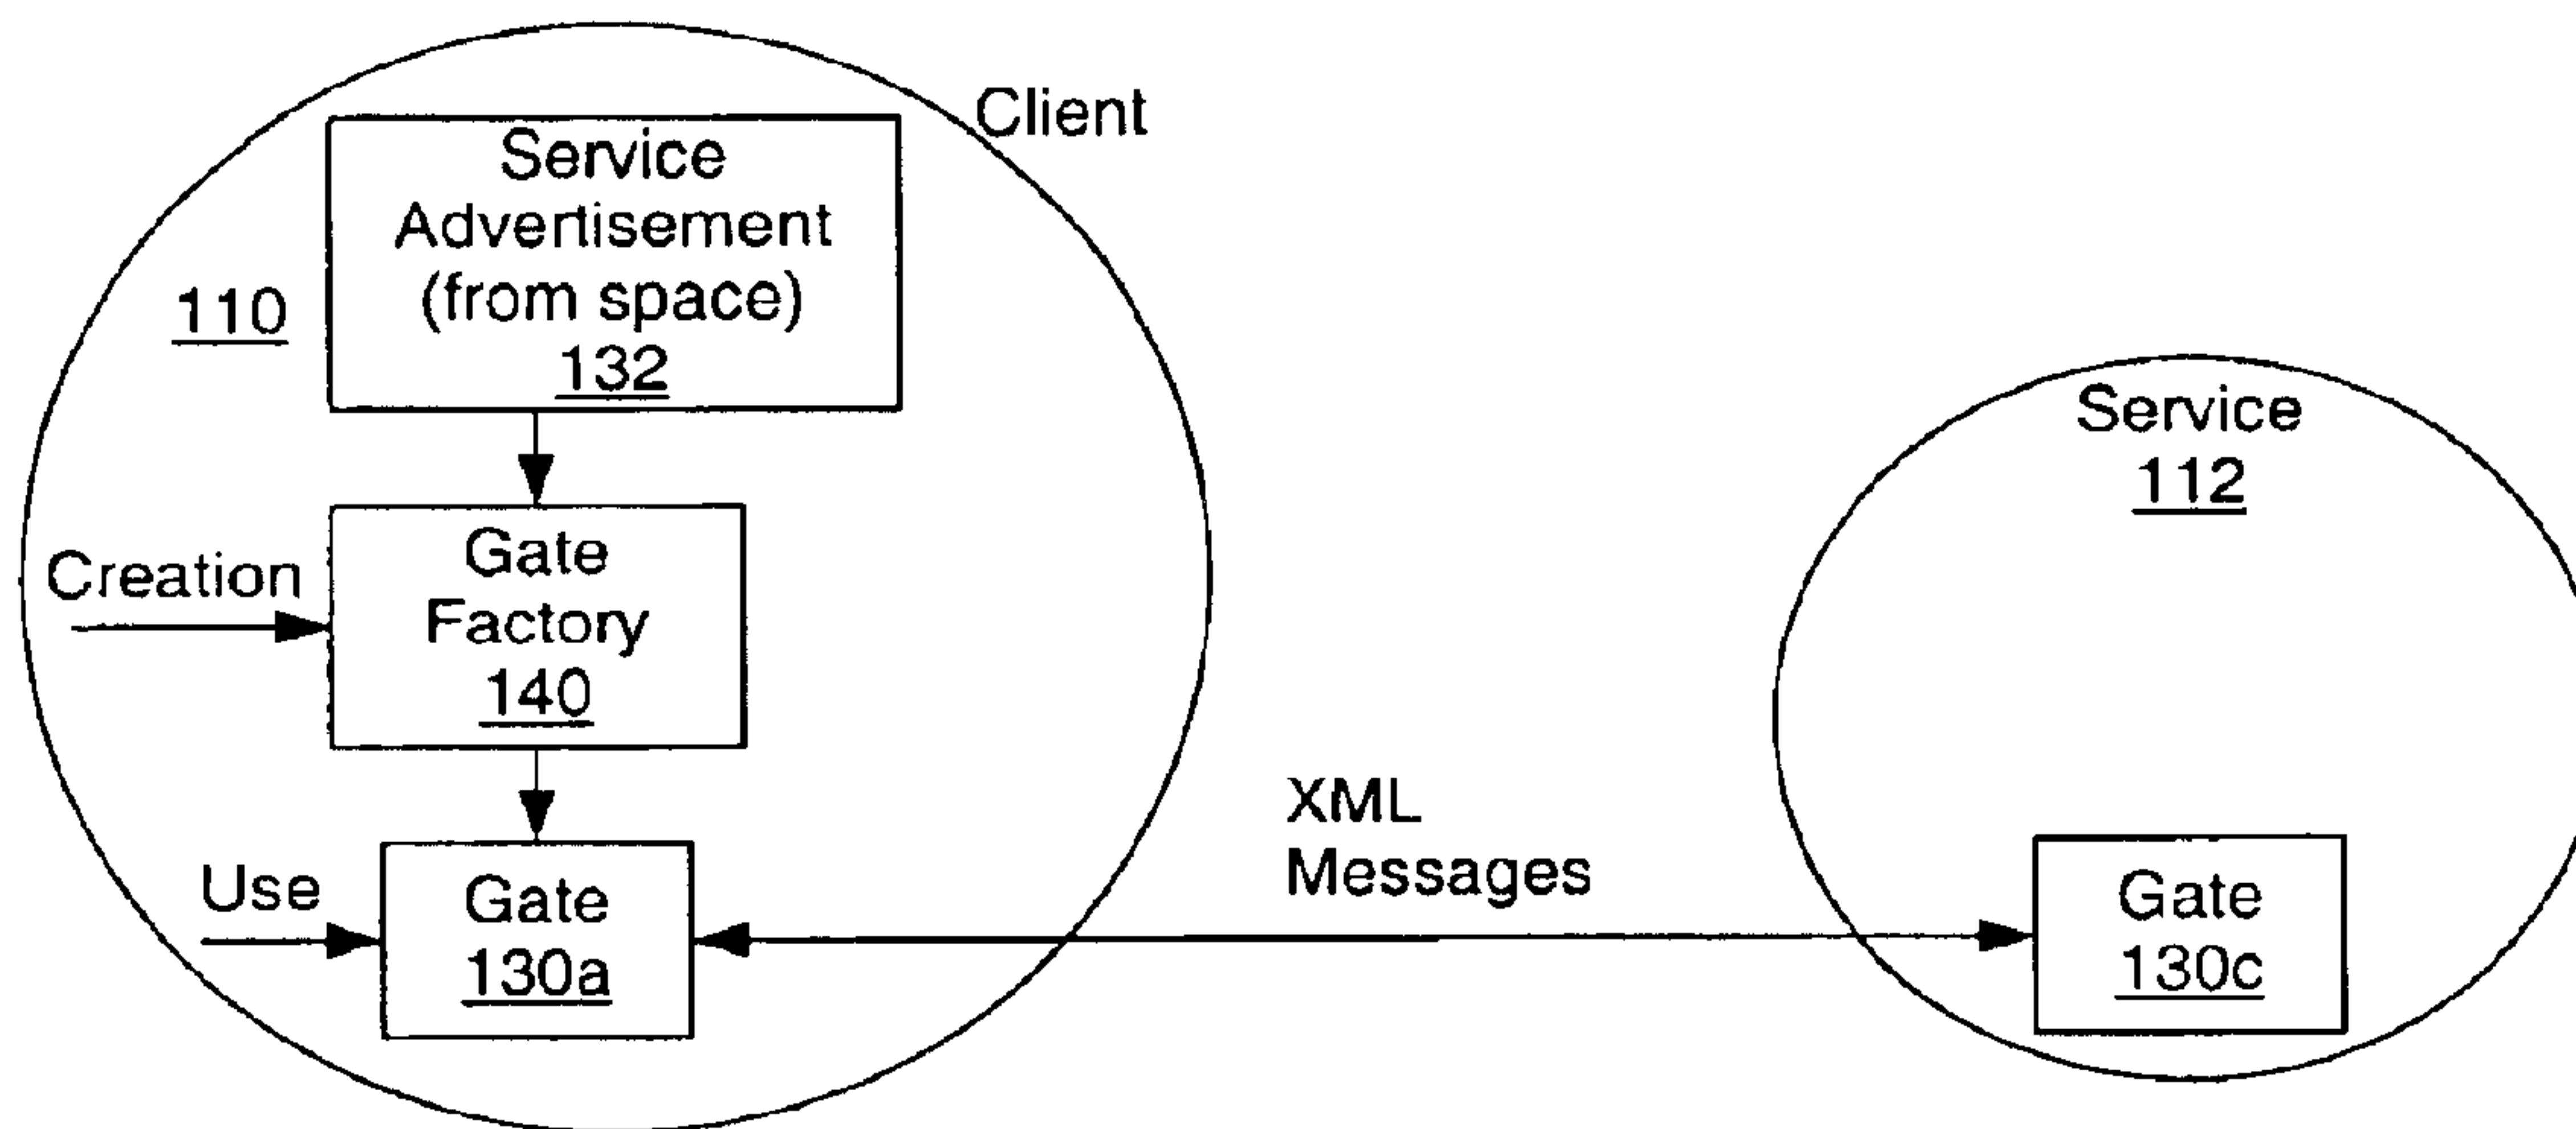 Client
Service
Advertisement
(from space)
132
110
Creation
Gate
Factory
140
Use
Gate
130a
XML
Messages
Service
112
Gate
130c